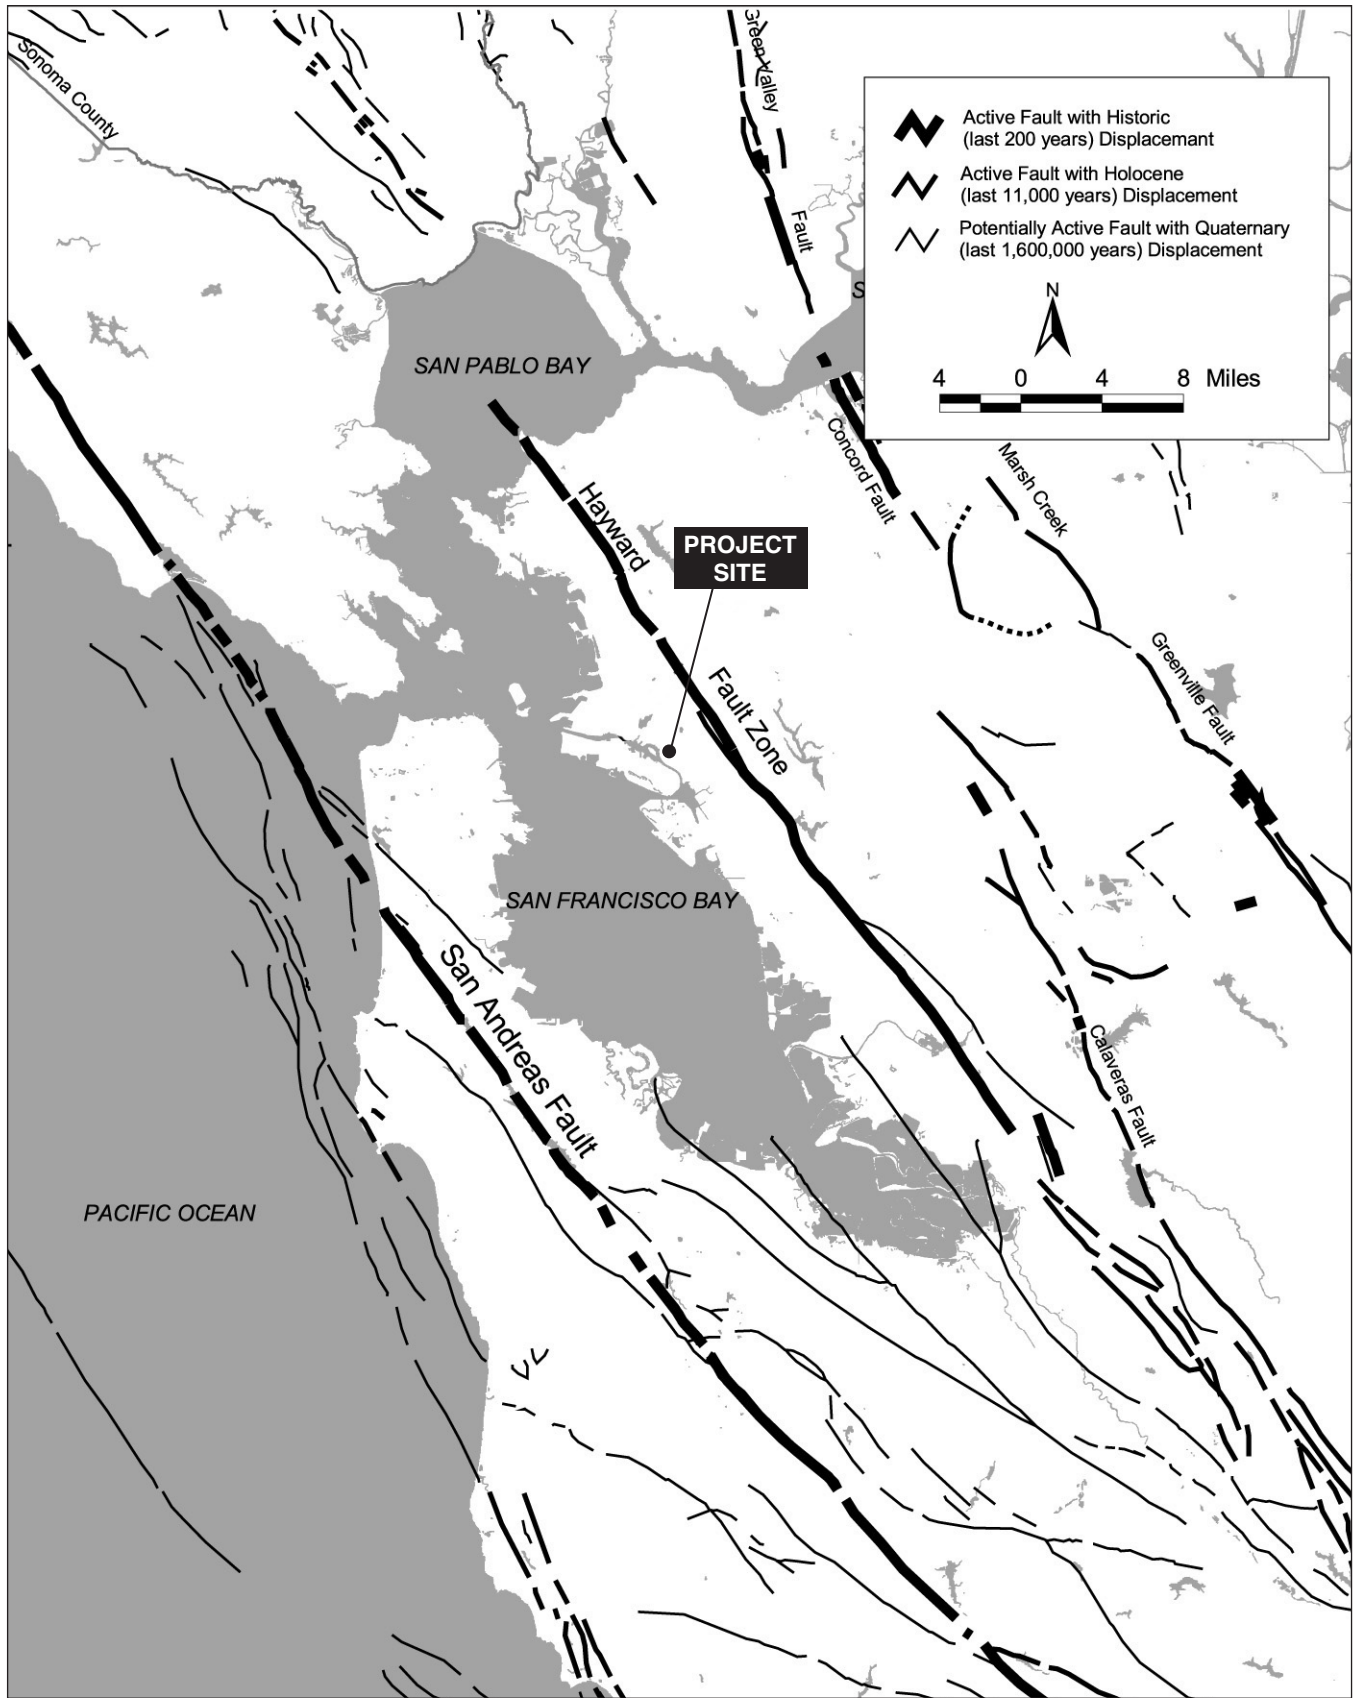 Sonoma County
Green Valley
Fault
Active Fault with Historic
(last 200 years) Displacemant
Active Fault with Holocene
(last 11,000 years) Displacement
Potentially Active Fault with Quaternary
(last 1,600,000 years) Displacement
S
N
4 0 4 8 Miles
SAN PABLO BAY
Concord Fault
Marsh Creek
Hayward
Fault Zone
PROJECT
SITE
Greenville Fault
SAN FRANCISCO BAY
San Andreas Fault
Calaveras Fault
PACIFIC OCEAN